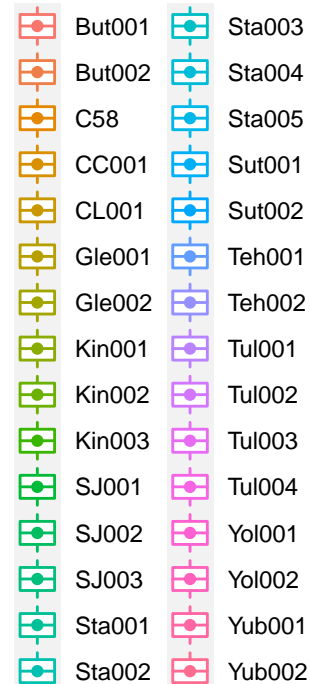 But001
But002
C58
CC001
CL001
Gle001
Gle002
Kin001
Kin002
Kin003
SJ001
SJ002
SJ003
Sta001
Sta002
Sta003
Sta004
Sta005
Sut001
Sut002
Teh001
Teh002
Tul001
Tul002
Tul003
Tul004
Yol001
Yol002
Yub001
Yub002